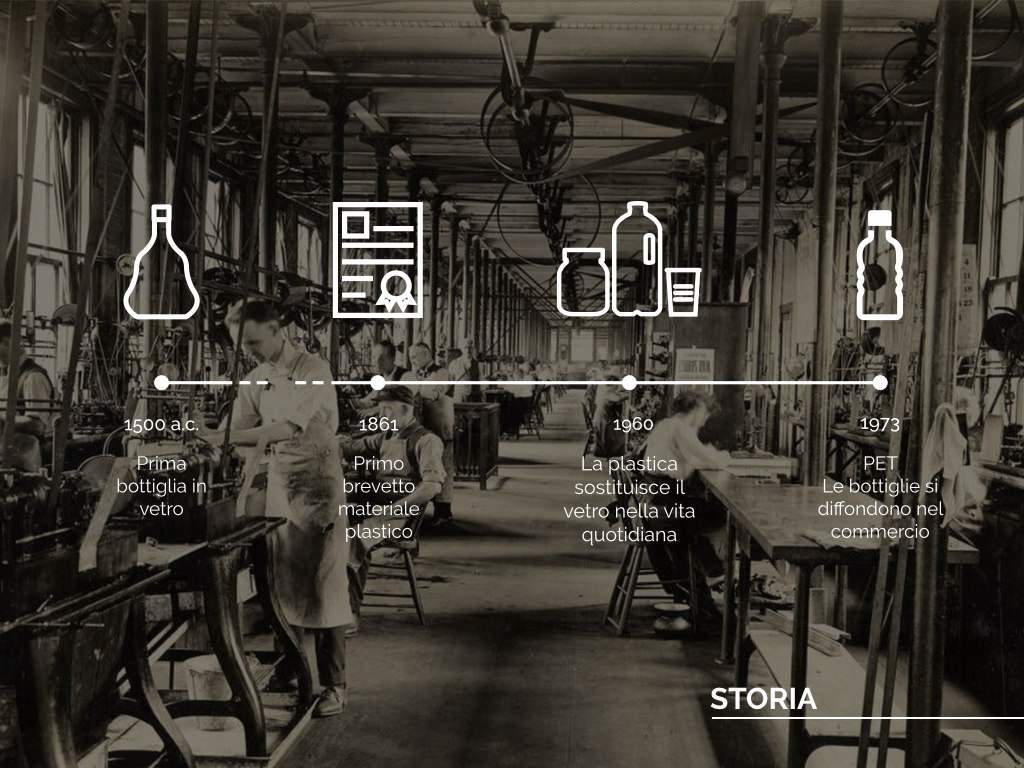 1500 a.c.
Prima
bottiglia in
vetro
1861
Primo
brevetto
materiale
plastico
1960
La plastica
sostituisce il
vetro nella vita
quotidiana
1973
PET
Le bottiglie si
diffondono nel
commercio
STORIA